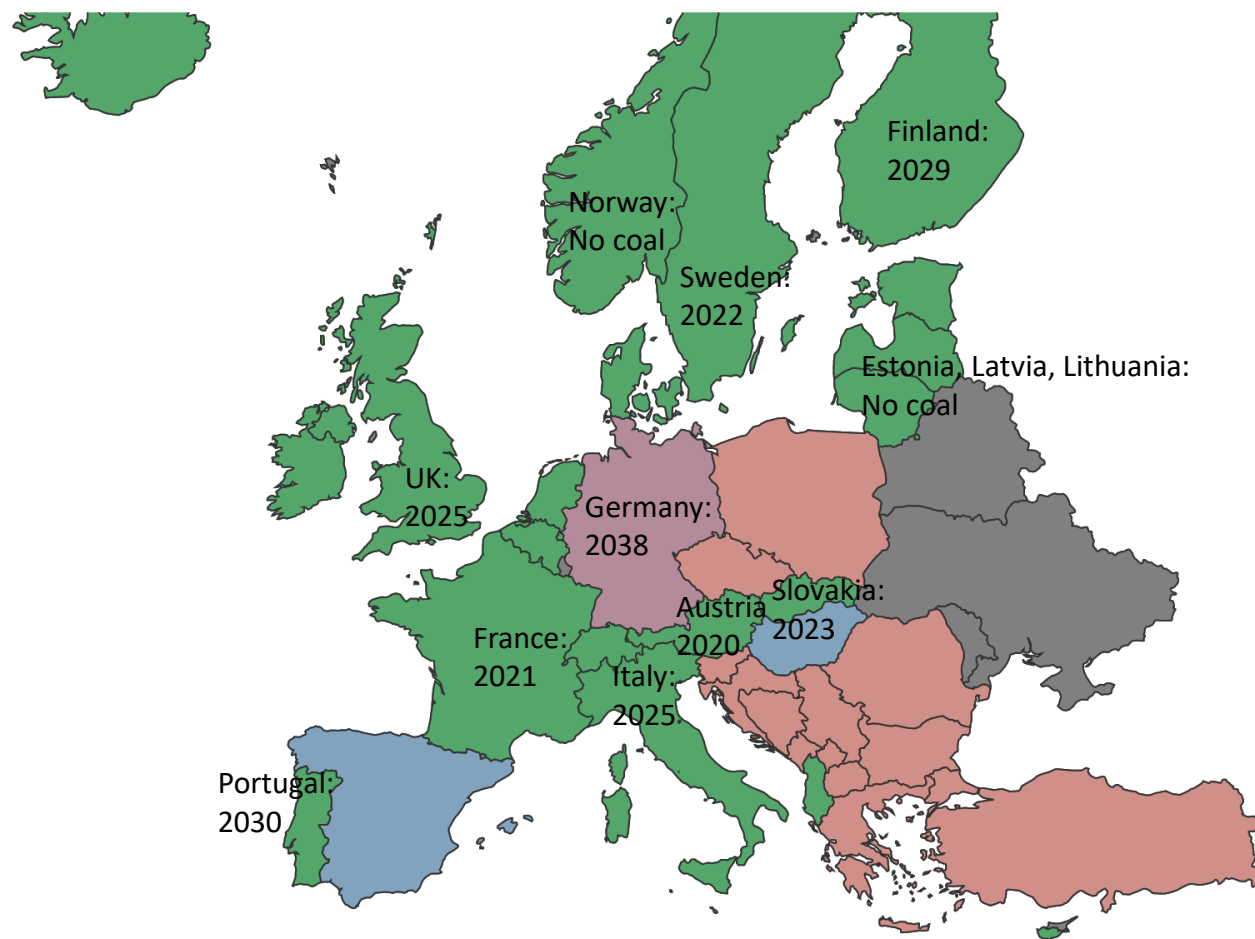 Finland:
2029
Norway:
No coal
Sweden:
2022
Estonia, Latvia, Lithuania:
No coal
UK:
2025
Germany:
2038
Slovakia:
2023
Austria
2020
France:
2021
Italy:
2025
Portugal:
2030